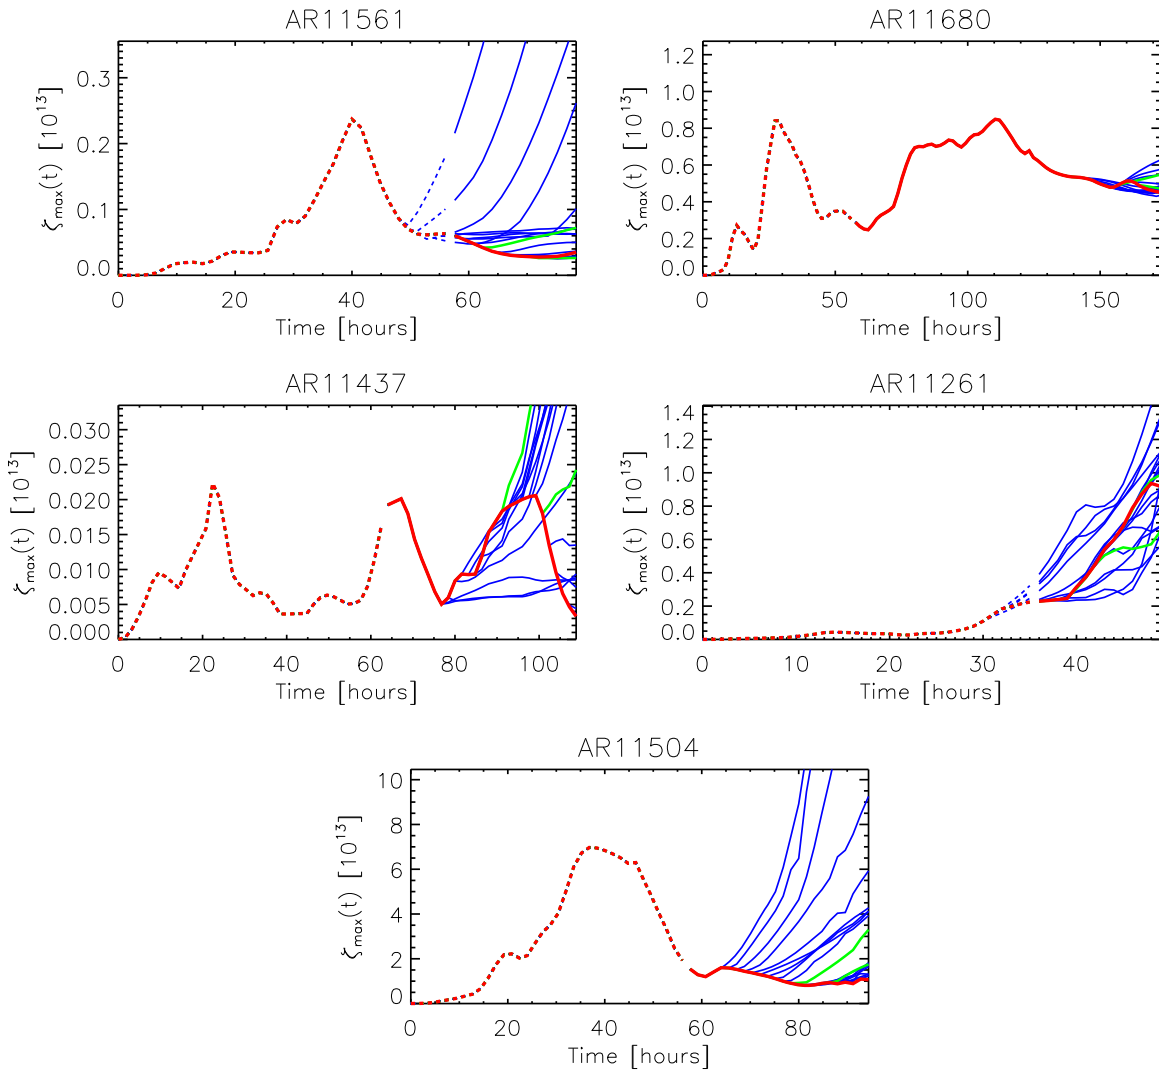 AR11561
0.3
0.2
0.1
0.0
ζmax(t) [10^13]
0 20 40 60
Time [hours]
AR11680
1.2
1.0
0.8
0.6
0.4
0.2
0.0
ζmax(t) [10^13]
0 50 100 150
Time [hours]
AR11437
0.030
0.025
0.020
0.015
0.010
0.005
0.000
ζmax(t) [10^13]
0 20 40 60 80 100
Time [hours]
AR11261
1.4
1.2
1.0
0.8
0.6
0.4
0.2
0.0
ζmax(t) [10^13]
0 10 20 30 40
Time [hours]
AR11504
10
8
6
4
2
0
ζmax(t) [10^13]
0 20 40 60 80
Time [hours]